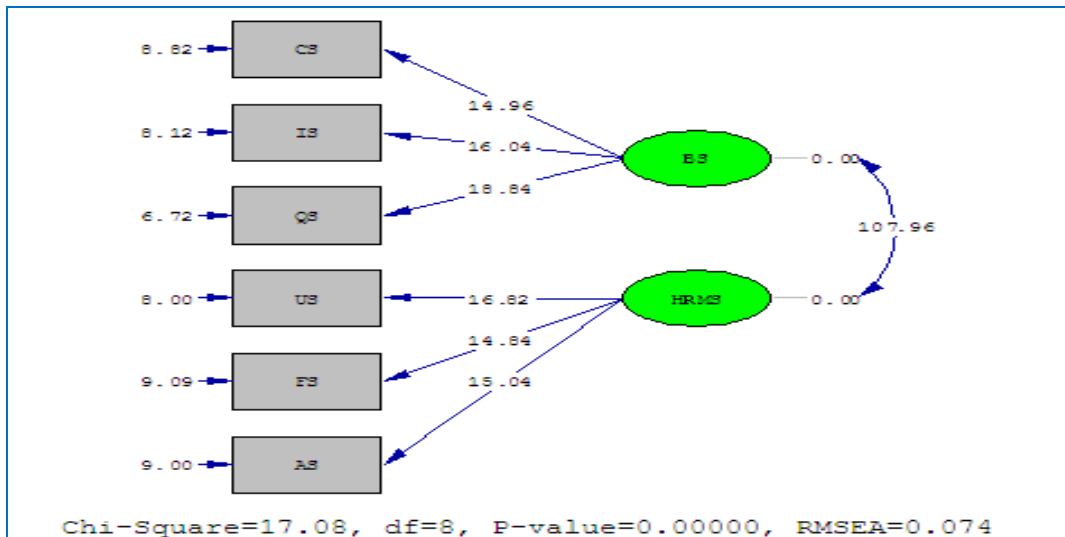 8.82 CS
14.96
8.12 IS
16.04
BS 0.00
18.84
6.72 QS
107.96
8.00 US
16.82
HRMS 0.00
14.84
9.09 FS
15.04
9.00 AS
Chi-Square=17.08, df=8, P-value=0.00000, RMSEA=0.074